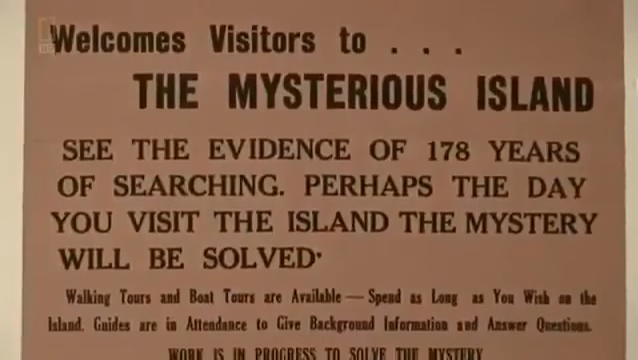 Welcomes Visitors to . . .
THE MYSTERIOUS ISLAND
SEE THE EVIDENCE OF 178 YEARS
OF SEARCHING. PERHAPS THE DAY
YOU VISIT THE ISLAND THE MYSTERY
WILL BE SOLVED.
Walking Tours and Boat Tours are Available — Spend as Long as You Wish on the
Island. Guides are in Attendance to Give Background Information and Answer Questions.
WORK IS IN PROGRESS TO SOLVE THE MYSTERY